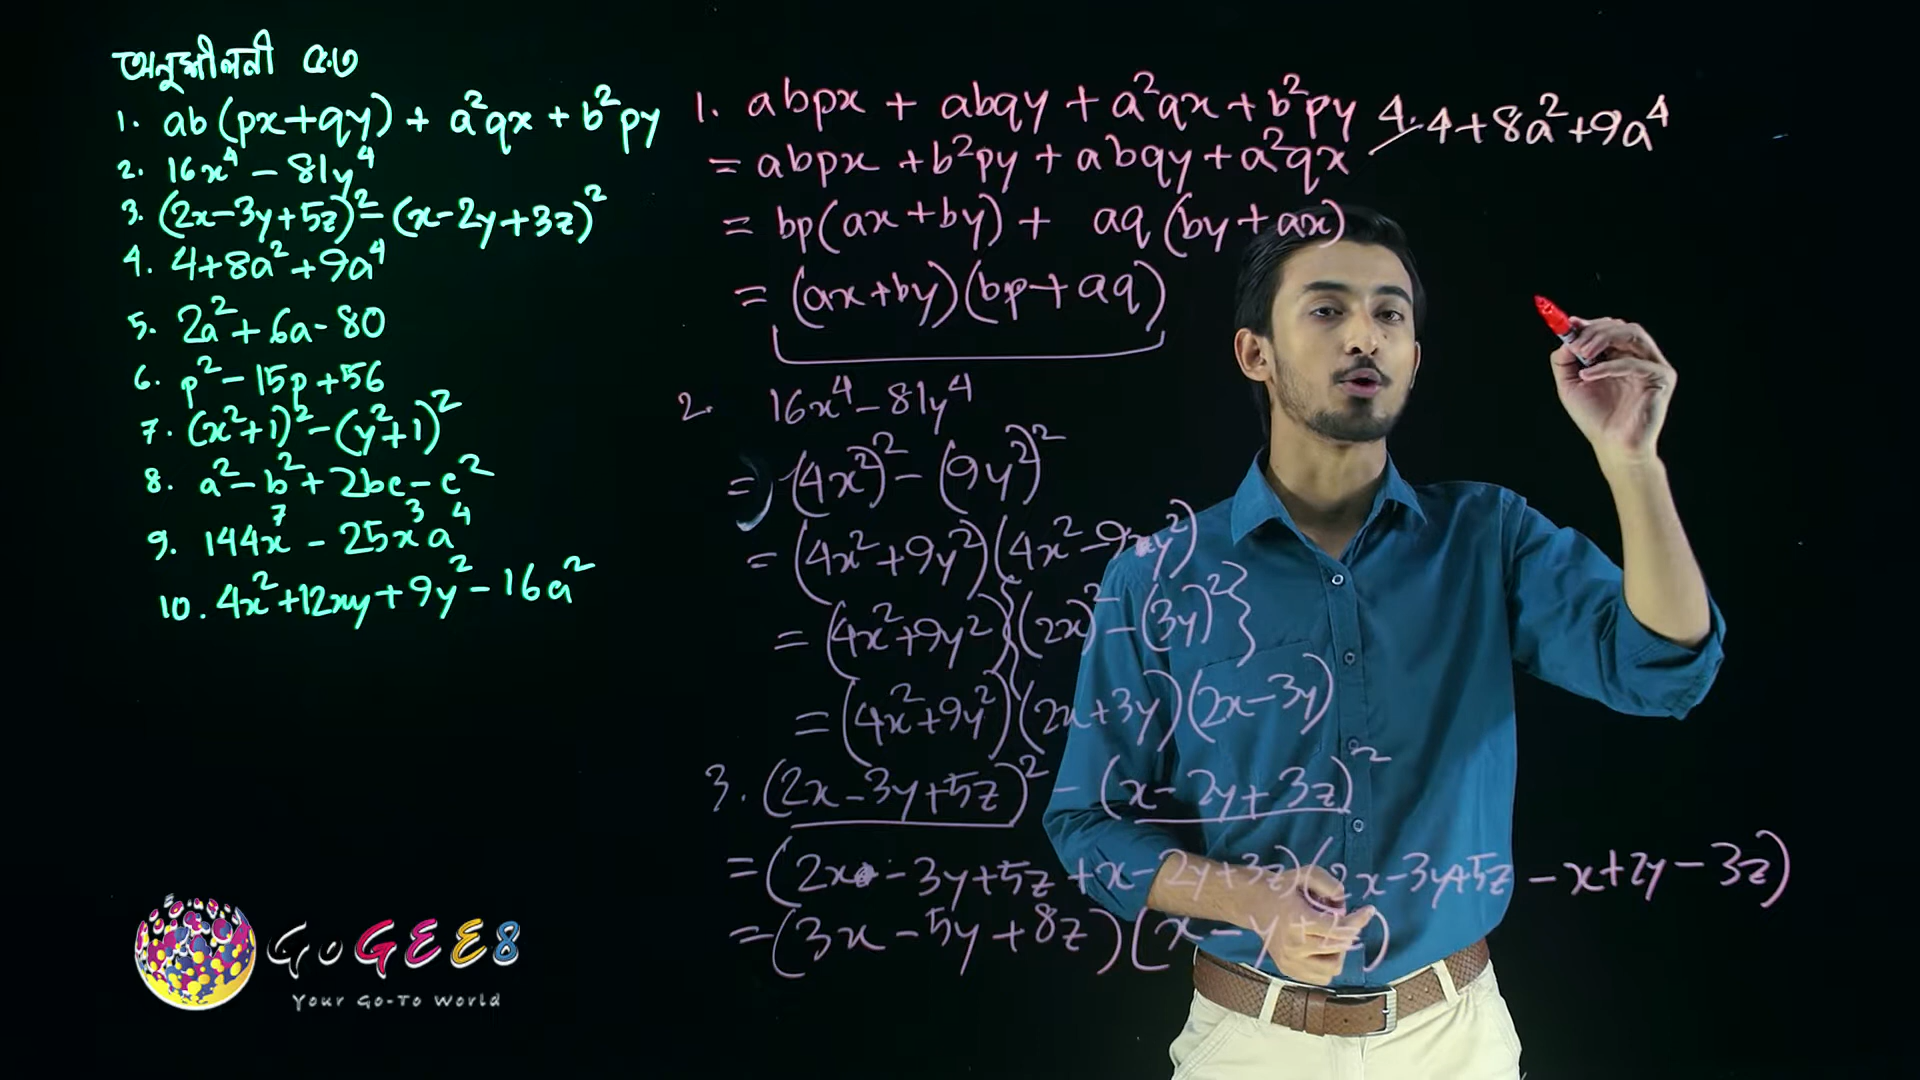 অনুশীলনী ৫.৩
1. ab(px+qy) + a²qx + b²py
2. 16x⁴ - 81y⁴
3. (2x-3y+5z)² - (x-2y+3z)²
4. 4+8a²+9a⁴
5. 2a²+6a-80
6. p²-15p+56
7. (x²+1)²-(y²+1)²
8. a²-b²+2bc-c²
9. 144x⁷ - 25x³a⁴
10. 4x²+12xy+9y²-16a²
1. abpx + abqy + a²qx + b²py
= abpx + b²py + abqy + a²qx
= bp(ax+by) + aq(by+ax)
= (ax+by)(bp+aq)
2. 16x⁴-81y⁴
= (4x²)² - (9y²)²
= (4x²+9y²)(4x²-9y²)
= (4x²+9y²){(2x)²-(3y)²}
= (4x²+9y²)(2x+3y)(2x-3y)
3. (2x-3y+5z)² - (x-2y+3z)²
= (2x-3y+5z+x-2y+3z)(2x-3y+5z-x+2y-3z)
= (3x-5y+8z)(x-y+2z)
4. 4+8a²+9a⁴
GoGEE8
Your Go-To World